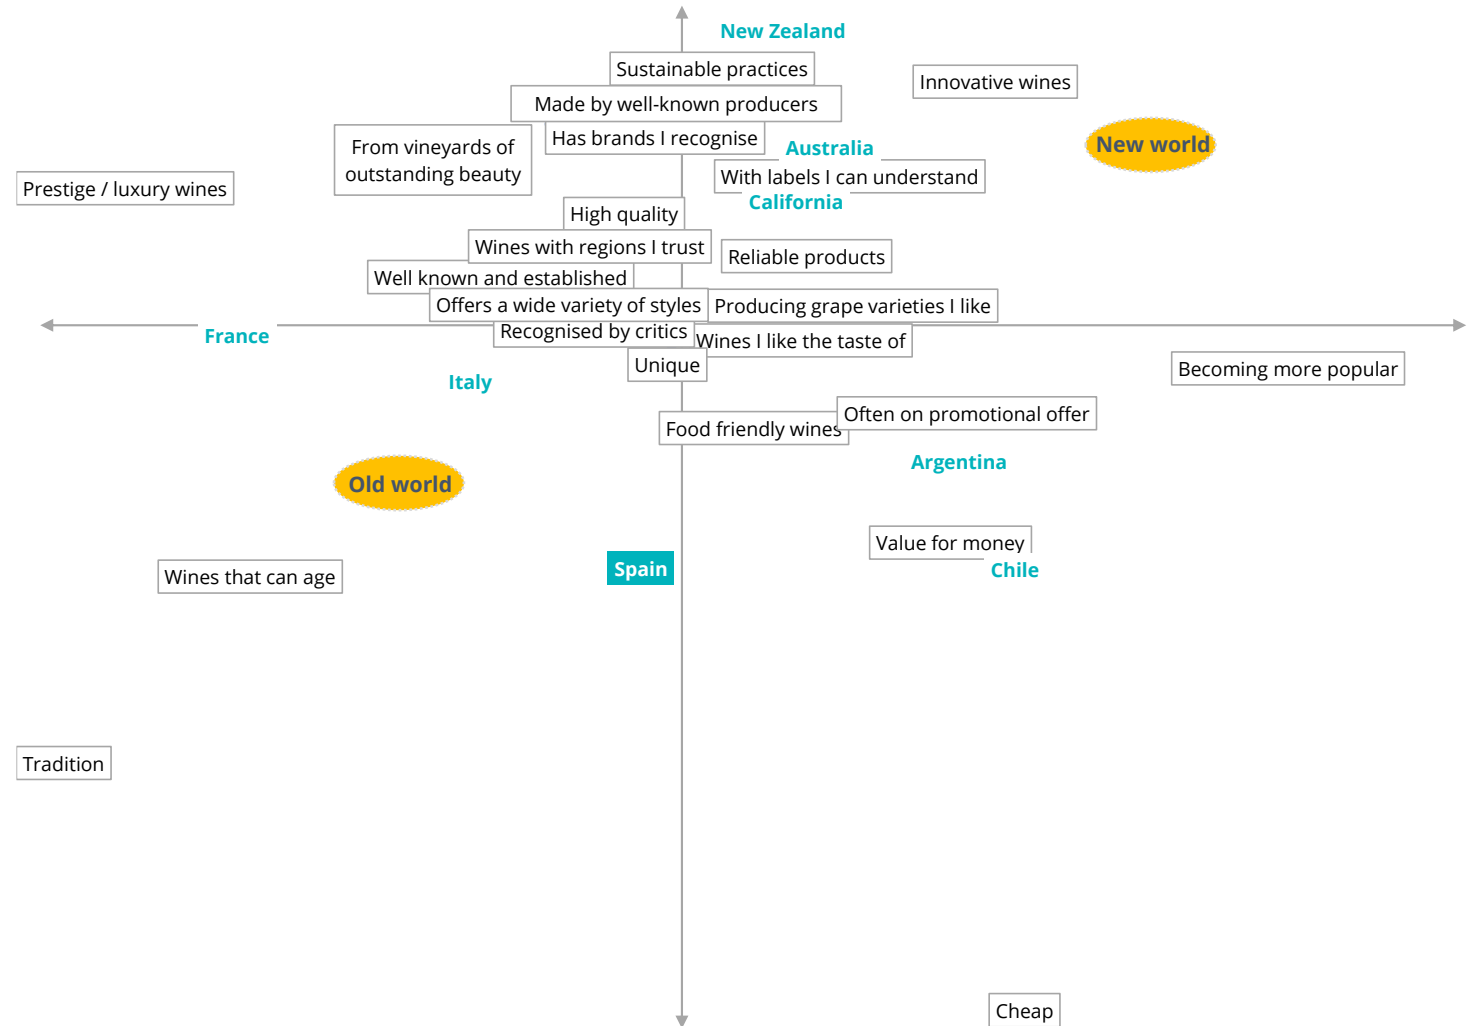 New Zealand
Sustainable practices
Innovative wines
Made by well-known producers
Has brands I recognise
From vineyards of
outstanding beauty
Australia
New world
With labels I can understand
Prestige / luxury wines
California
High quality
Wines with regions I trust
Reliable products
Well known and established
Offers a wide variety of styles
Producing grape varieties I like
France
Recognised by critics
Wines I like the taste of
Unique
Becoming more popular
Italy
Often on promotional offer
Food friendly wines
Argentina
Old world
Value for money
Spain
Chile
Wines that can age
Tradition
Cheap